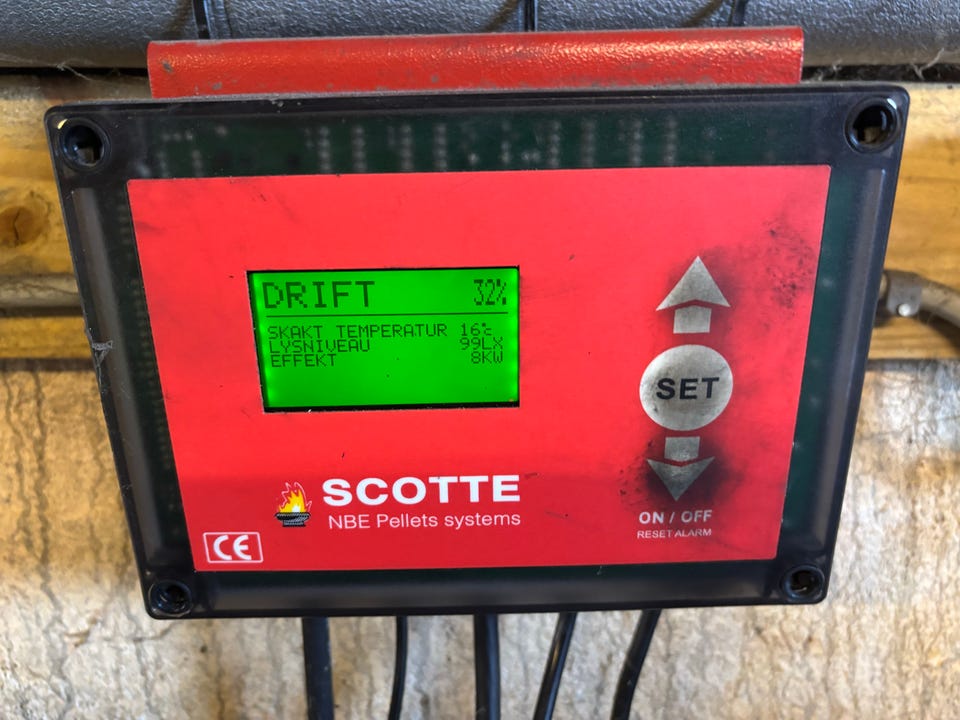 DRIFT 32%
SKAKT TEMPERATUR 16℃
LYSNIVEAU 99LX
EFFEKT 8KW
SET
SCOTTE
NBE Pellets systems
ON / OFF
RESET ALARM
CE